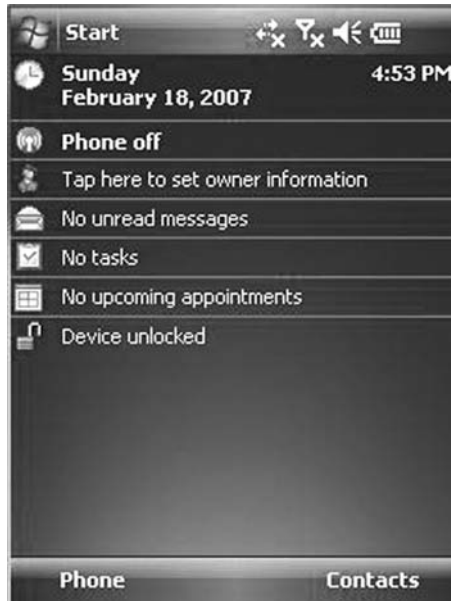 Start
Sunday 4:53 PM
February 18, 2007
Phone off
Tap here to set owner information
No unread messages
No tasks
No upcoming appointments
Device unlocked
Phone Contacts